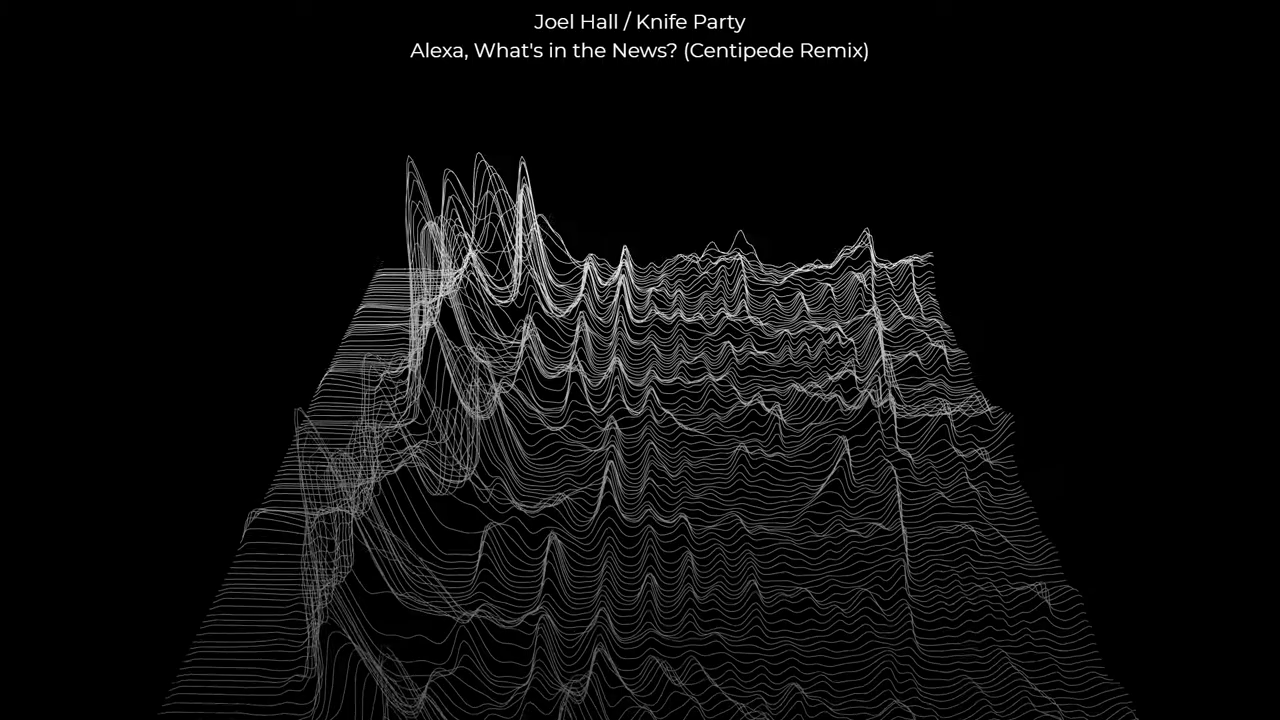 Joel Hall / Knife Party
Alexa, What's in the News? (Centipede Remix)